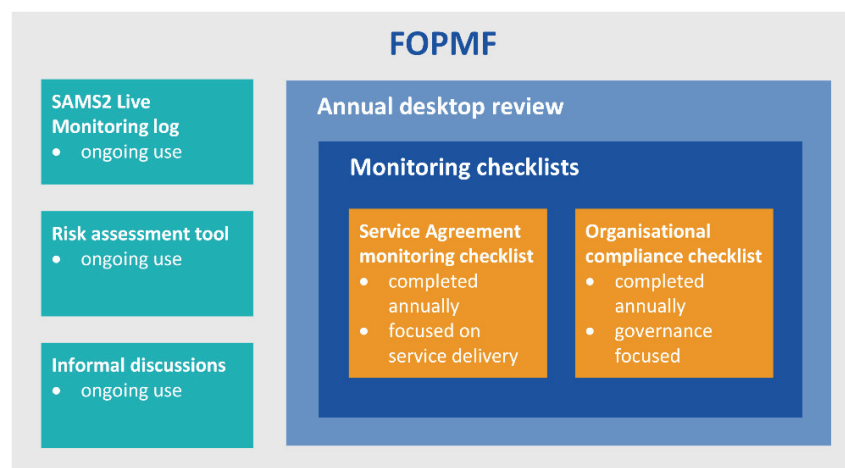 FOPMF
SAMS2 Live
Monitoring log
• ongoing use
Risk assessment tool
• ongoing use
Informal discussions
• ongoing use
Annual desktop review
Monitoring checklists
Service Agreement
monitoring checklist
• completed
annually
• focused on
service delivery
Organisational
compliance checklist
• completed
annually
• governance
focused